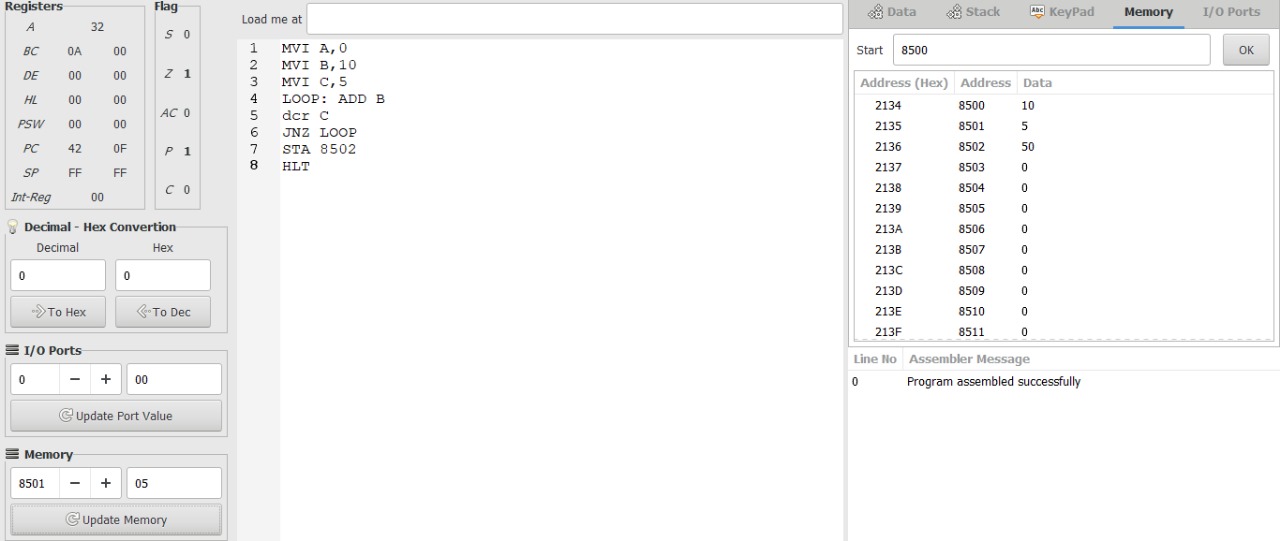 Registers
A 32
BC 0A 00
DE 00 00
HL 00 00
PSW 00 00
PC 42 0F
SP FF FF
Int-Reg 00
Flag
S 0
Z 1
AC 0
P 1
C 0
Decimal - Hex Convertion
Decimal Hex
0 0
To Hex To Dec
I/O Ports
0 − + 00
Update Port Value
Memory
8501 − + 05
Update Memory
Load me at
1 MVI A,0
2 MVI B,10
3 MVI C,5
4 LOOP: ADD B
5 dcr C
6 JNZ LOOP
7 STA 8502
8 HLT
Data Stack Abc KeyPad Memory I/O Ports
Start 8500 OK
Address (Hex) Address Data
2134 8500 10
2135 8501 5
2136 8502 50
2137 8503 0
2138 8504 0
2139 8505 0
213A 8506 0
213B 8507 0
213C 8508 0
213D 8509 0
213E 8510 0
213F 8511 0
Line No Assembler Message
0 Program assembled successfully